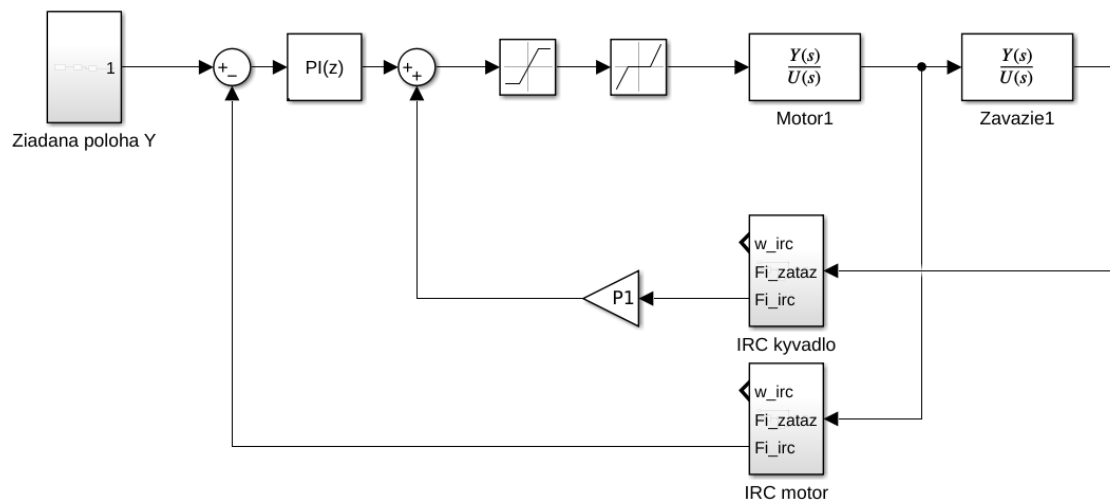 1
Ziadana poloha Y
+
−
PI(z)
+
+
Y(s)
U(s)
Motor1
Y(s)
U(s)
Zavazie1
w_irc
Fi_zataz
Fi_irc
IRC kyvadlo
P1
w_irc
Fi_zataz
Fi_irc
IRC motor